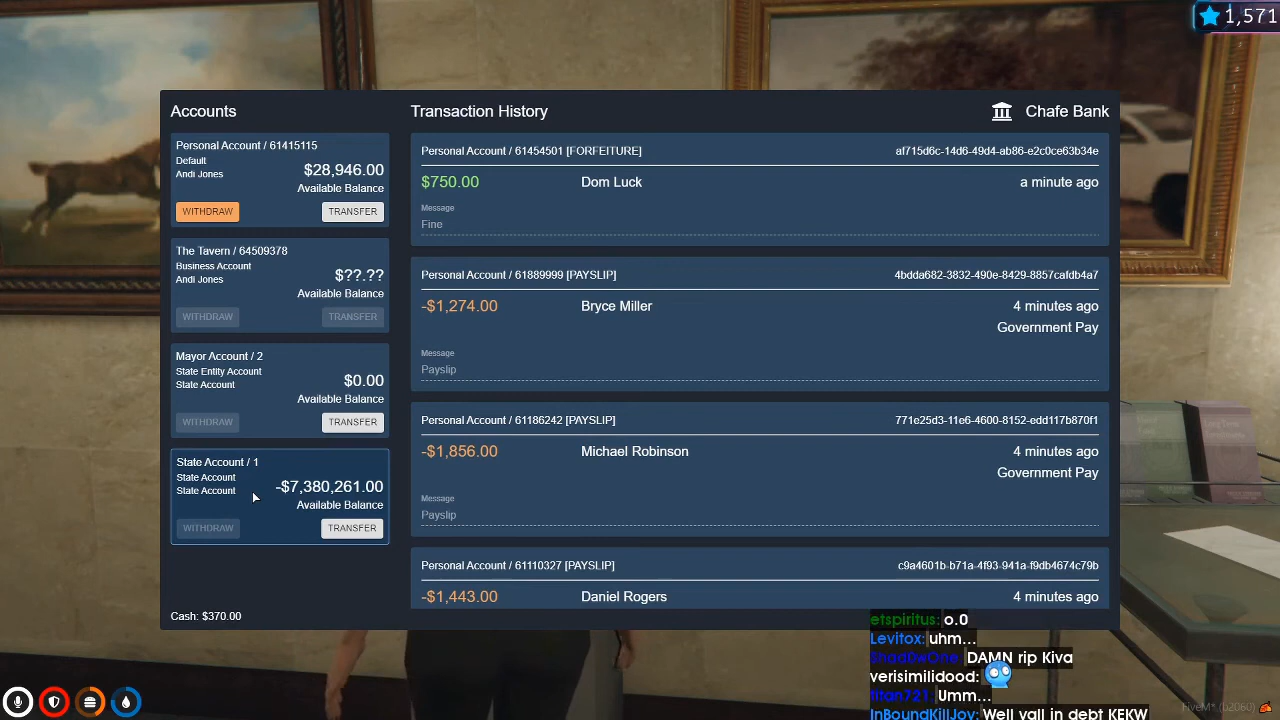 1,571
Accounts
Personal Account / 61415115
Default
Andi Jones
$28,946.00
Available Balance
WITHDRAW
TRANSFER
The Tavern / 64509378
Business Account
Andi Jones
$??.??
Available Balance
WITHDRAW
TRANSFER
Mayor Account / 2
State Entity Account
State Account
$0.00
Available Balance
WITHDRAW
TRANSFER
State Account / 1
State Account
State Account
-$7,380,261.00
Available Balance
WITHDRAW
TRANSFER
Cash: $370.00
Transaction History
Chafe Bank
Personal Account / 61454501 [FORFEITURE]
af715d6c-14d6-49d4-ab86-e2c0ce63b34e
$750.00
Dom Luck
a minute ago
Message
Fine
Personal Account / 61889999 [PAYSLIP]
4bdda682-3832-490e-8429-8857cafdb4a7
-$1,274.00
Bryce Miller
4 minutes ago
Government Pay
Message
Payslip
Personal Account / 61186242 [PAYSLIP]
771e25d3-11e6-4600-8152-edd117b870f1
-$1,856.00
Michael Robinson
4 minutes ago
Government Pay
Message
Payslip
Personal Account / 61110327 [PAYSLIP]
c9a4601b-b71a-4f93-941a-f9db4674c79b
-$1,443.00
Daniel Rogers
4 minutes ago
etspiritus: o.0
Levitox: uhm...
Shad0wOne: DAMN rip Kiva
verisimilidood:
titan721: Umm...
InBoundKillJoy: Well yall in debt KEKW
FiveM* (b2060)